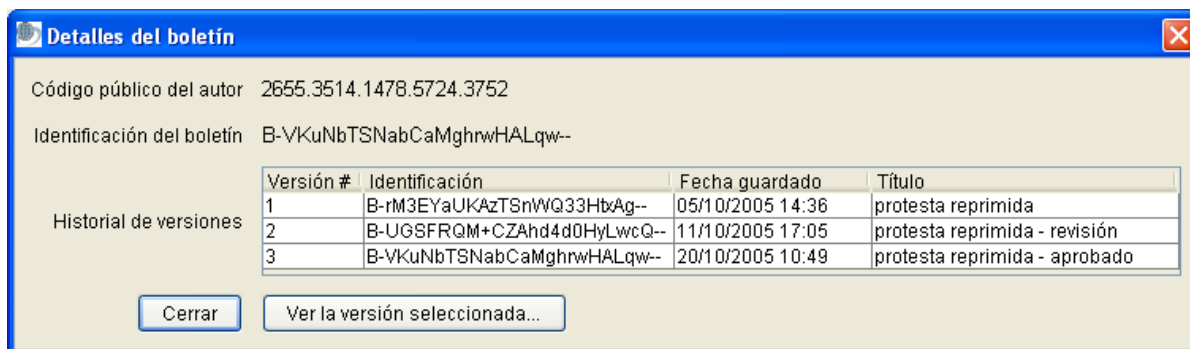 Detalles del boletín
Código público del autor 2655.3514.1478.5724.3752
Identificación del boletín B-VKuNbTSNabCaMghrwHALqw--
Historial de versiones
Versión # Identificación Fecha guardado Título
1 B-rM3EYaUKAzTSnWQ33HtxAg-- 05/10/2005 14:36 protesta reprimida
2 B-UGSFRQM+CZAhd4d0HyLwcQ-- 11/10/2005 17:05 protesta reprimida - revisión
3 B-VKuNbTSNabCaMghrwHALqw-- 20/10/2005 10:49 protesta reprimida - aprobado
Cerrar Ver la versión seleccionada...